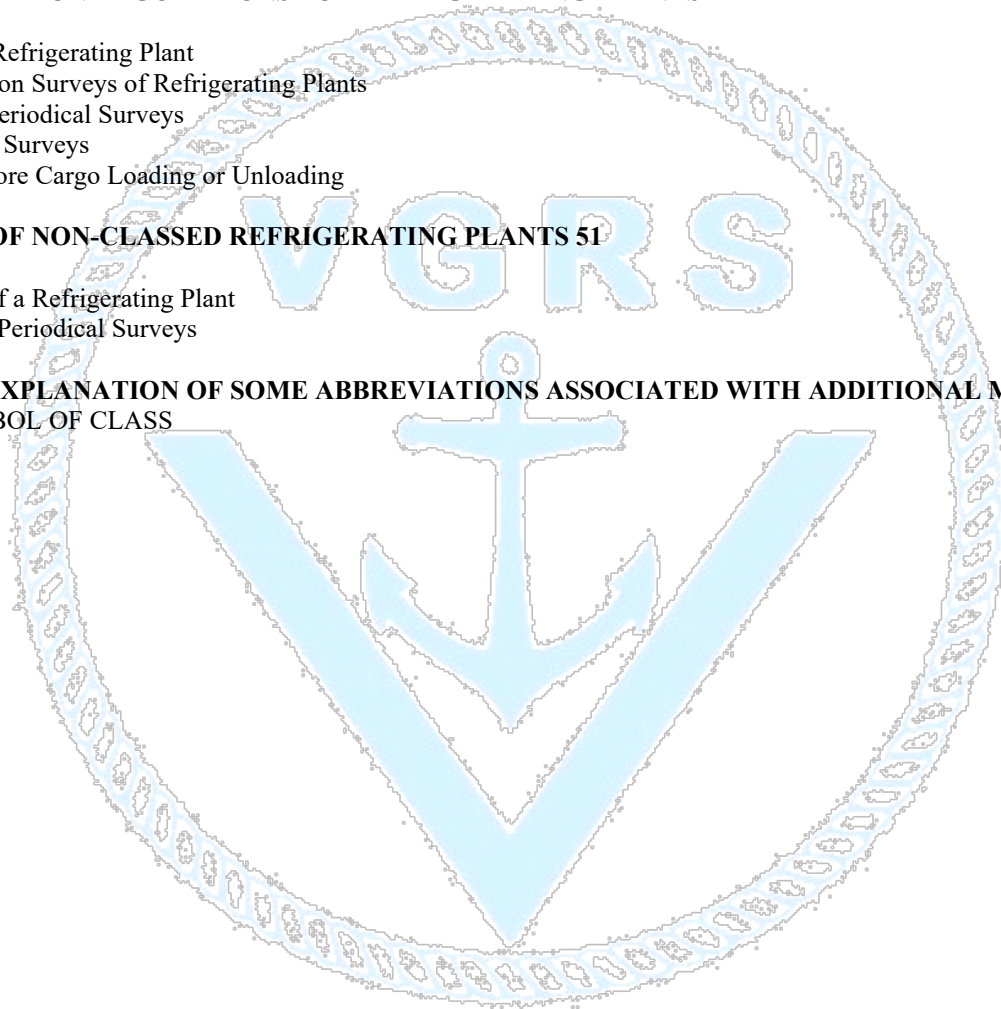 Refrigerating Plant
on Surveys of Refrigerating Plants
eriodical Surveys
Surveys
ore Cargo Loading or Unloading
VGRS
OF NON-CLASSED REFRIGERATING PLANTS 51
f a Refrigerating Plant
Periodical Surveys
XPLANATION OF SOME ABBREVIATIONS ASSOCIATED WITH ADDITIONAL M
BOL OF CLASS